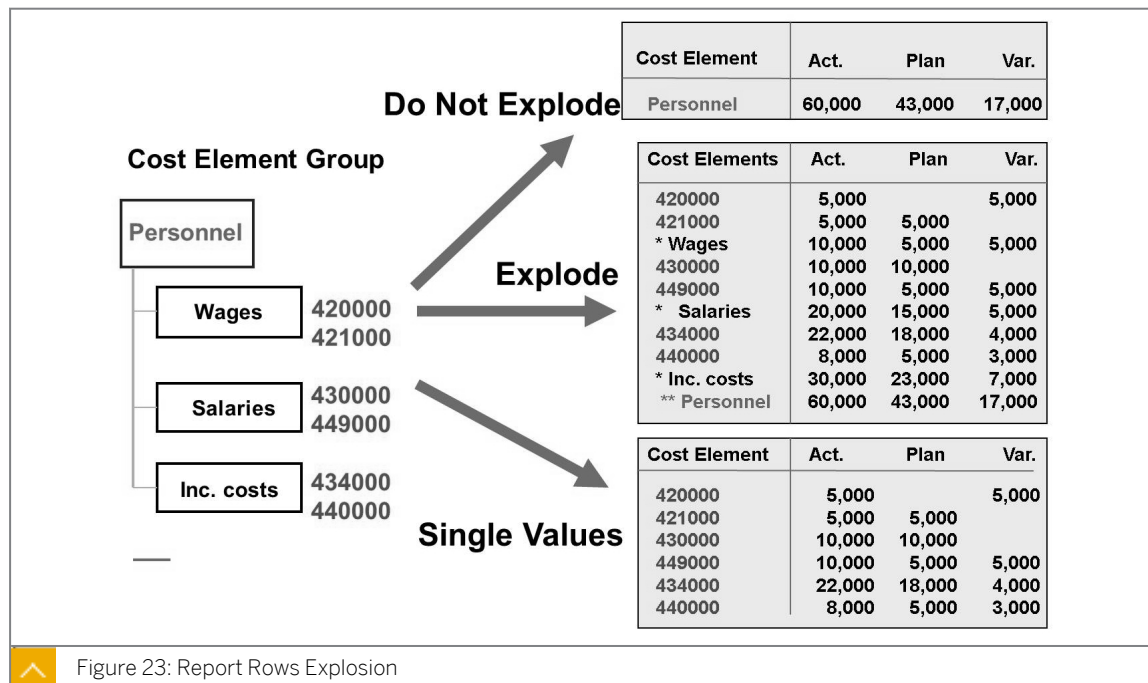 Cost Element Act. Plan Var.
Personnel 60,000 43,000 17,000
Do Not Explode
Cost Element Group
Personnel
Wages 420000
421000
Salaries 430000
449000
Inc. costs 434000
440000
Explode
Cost Elements Act. Plan Var.
420000 5,000 5,000
421000 5,000 5,000
* Wages 10,000 5,000 5,000
430000 10,000 10,000
449000 10,000 5,000 5,000
* Salaries 20,000 15,000 5,000
434000 22,000 18,000 4,000
440000 8,000 5,000 3,000
* Inc. costs 30,000 23,000 7,000
** Personnel 60,000 43,000 17,000
Single Values
Cost Element Act. Plan Var.
420000 5,000 5,000
421000 5,000 5,000
430000 10,000 10,000
449000 10,000 5,000 5,000
434000 22,000 18,000 4,000
440000 8,000 5,000 3,000
Figure 23: Report Rows Explosion